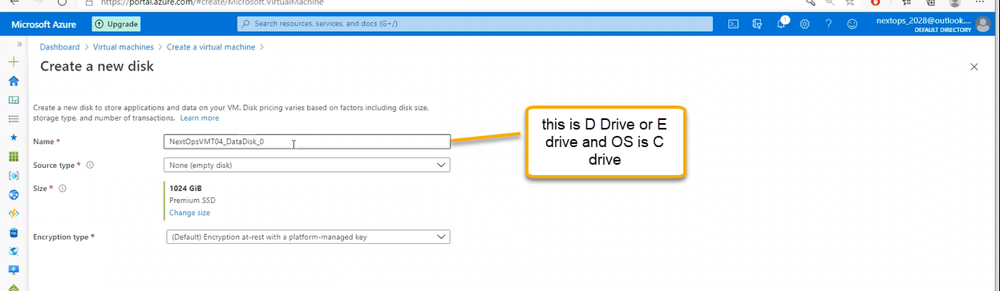 https://portal.azure.com/#create/Microsoft.VirtualMachine
Microsoft Azure
Upgrade
Search resources, services, and docs (G+/)
1
nextops_2028@outlook....
DEFAULT DIRECTORY
Dashboard > Virtual machines > Create a virtual machine >
Create a new disk
Create a new disk to store applications and data on your VM. Disk pricing varies based on factors including disk size,
storage type, and number of transactions. Learn more
Name * NextOpsVMT04_DataDisk_0
Source type * None (empty disk)
Size * 1024 GiB
Premium SSD
Change size
Encryption type * (Default) Encryption at-rest with a platform-managed key
this is D Drive or E
drive and OS is C
drive